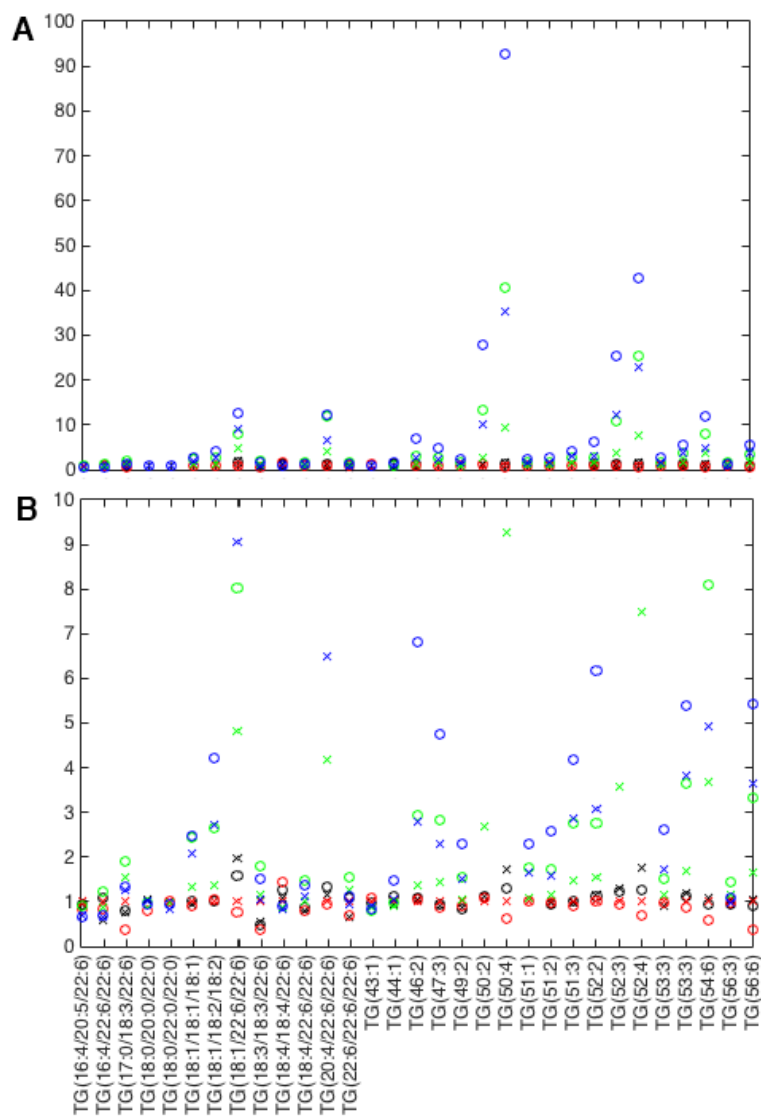 A
100
90
80
70
60
50
40
30
20
10
0
B
10
9
8
7
6
5
4
3
2
1
0
TG(16:4/20:5/22:6)
TG(16:4/22:6/22:6)
TG(17:0/18:3/22:6)
TG(18:0/20:0/22:0)
TG(18:0/22:0/22:0)
TG(18:1/18:1/18:1)
TG(18:1/18:2/18:2)
TG(18:1/22:6/22:6)
TG(18:3/18:3/22:6)
TG(18:4/18:4/22:6)
TG(18:4/22:6/22:6)
TG(20:4/22:6/22:6)
TG(22:6/22:6/22:6)
TG(43:1)
TG(44:1)
TG(46:2)
TG(47:3)
TG(49:2)
TG(50:2)
TG(50:4)
TG(51:1)
TG(51:2)
TG(51:3)
TG(52:2)
TG(52:3)
TG(52:4)
TG(53:3)
TG(53:3)
TG(54:6)
TG(56:3)
TG(56:6)